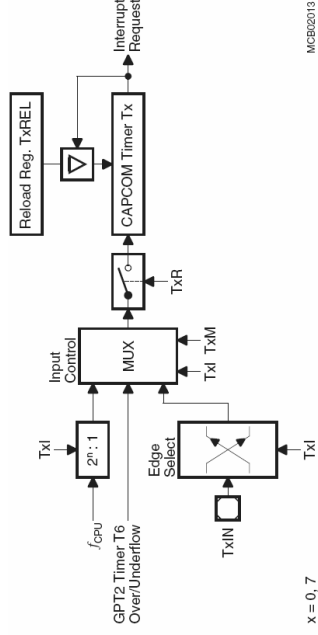 Reload Reg. TxREL
Interrupt
Request
CAPCOM Timer Tx
TxR
Input
Control
MUX
TxI TxM
TxI
2ⁿ : 1
fCPU
GPT2 Timer T6
Over/Underflow
Edge
Select
TxIN
TxI
x = 0, 7
MCB02013